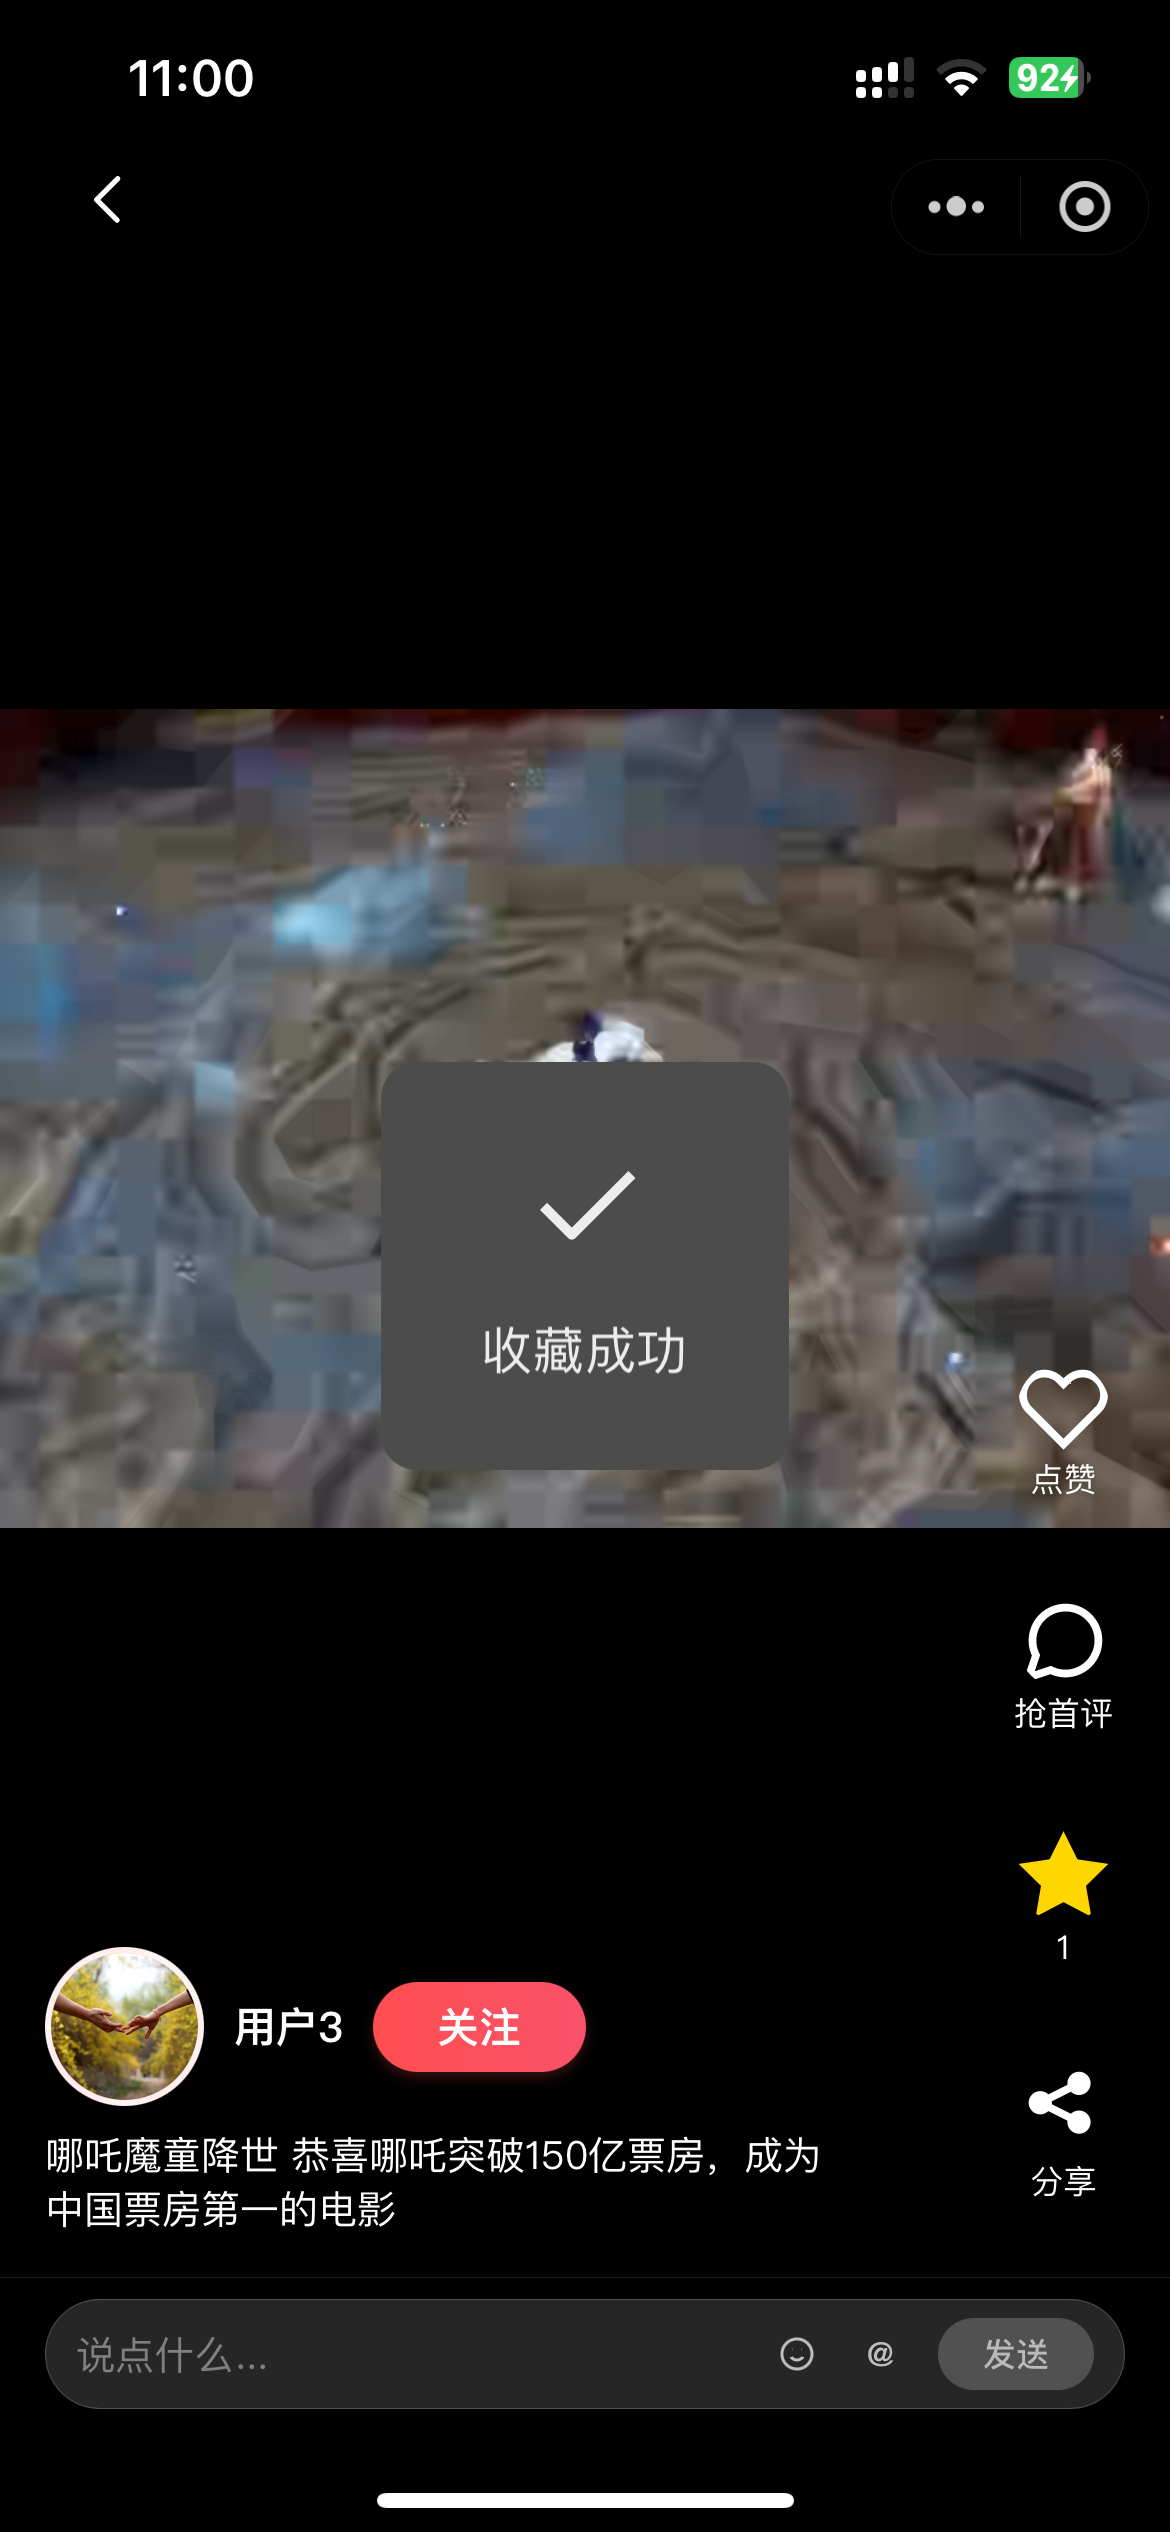 11:00
92
收藏成功
点赞
抢首评
1
用户3
关注
哪吒魔童降世 恭喜哪吒突破150亿票房，成为
中国票房第一的电影
分享
说点什么...
@
发送